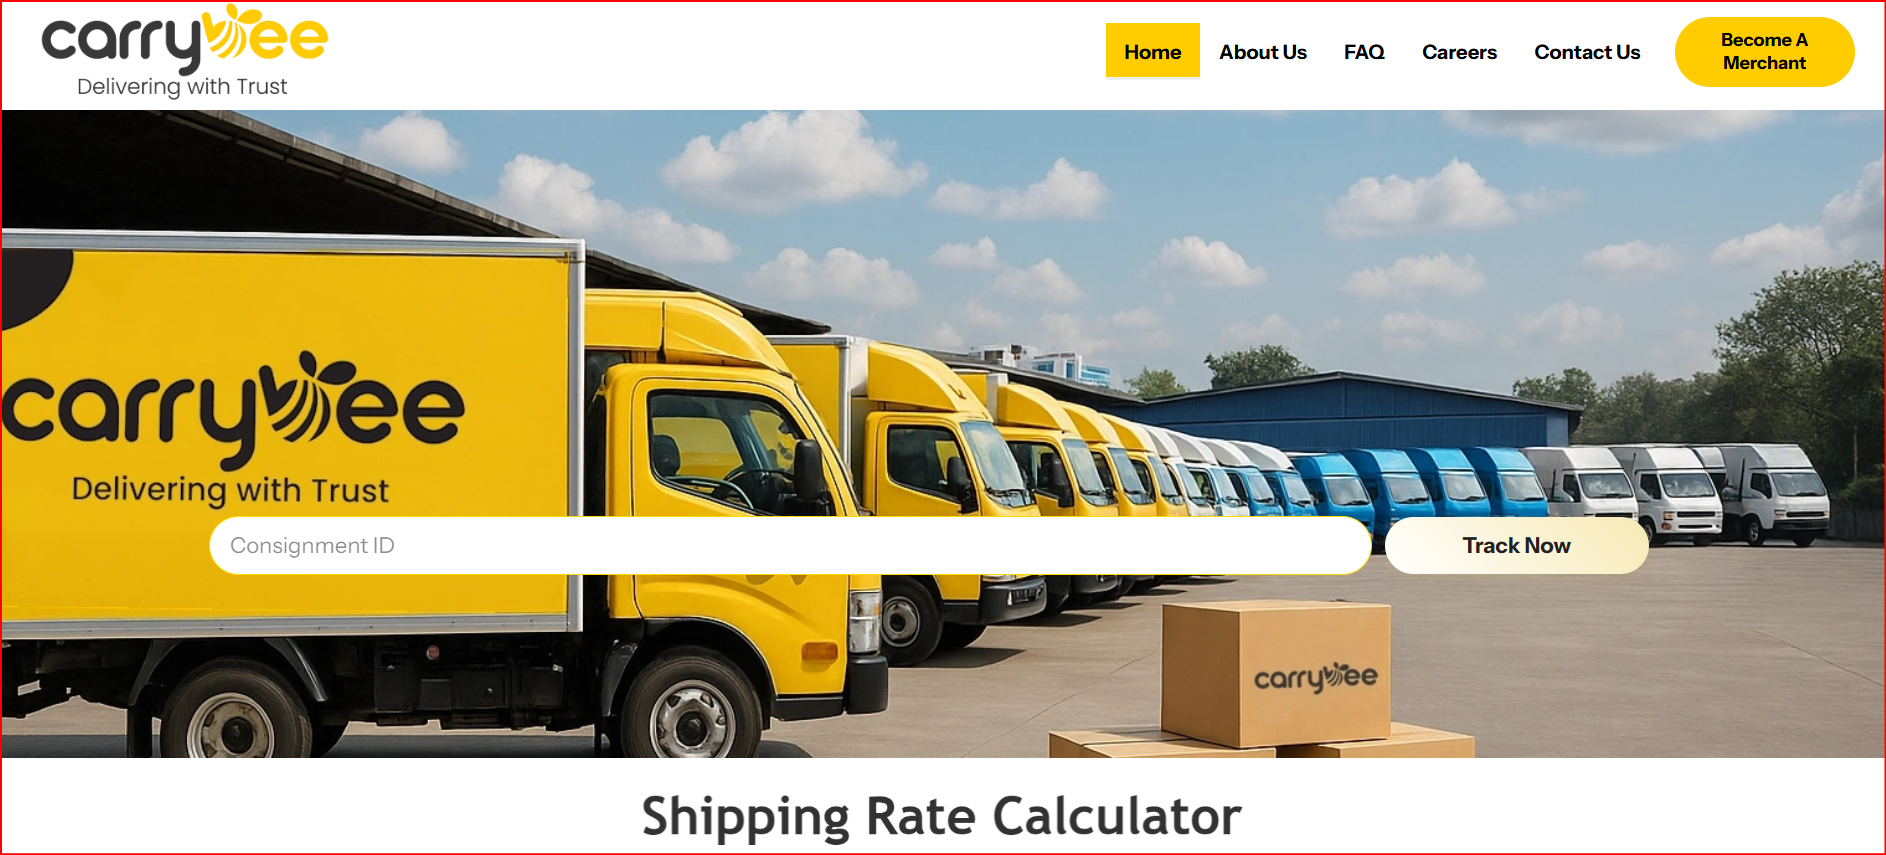 carrybee
Delivering with Trust
Home About Us FAQ Careers Contact Us
Become A
Merchant
carrybee
Delivering with Trust
Consignment ID
Track Now
carrybee
Shipping Rate Calculator